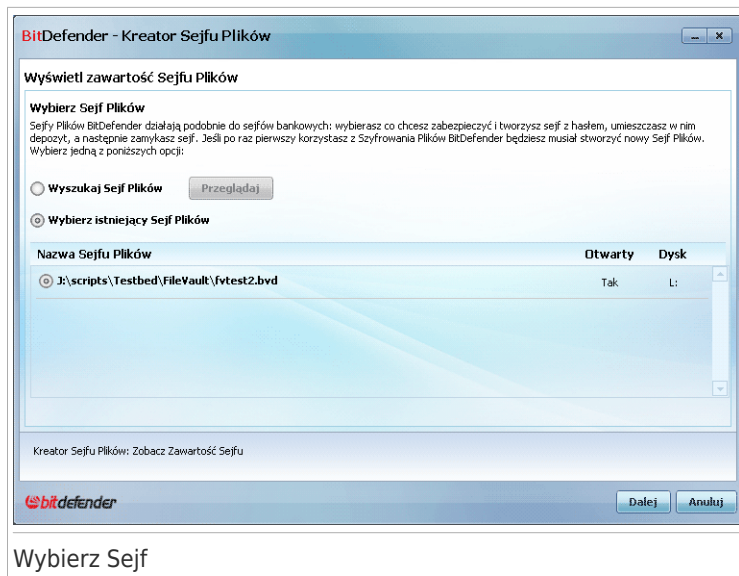 BitDefender - Kreator Sejfu Plików
Wyświetl zawartość Sejfu Plików
Wybierz Sejf Plików
Sejfy Plików BitDefender działają podobnie do sejfów bankowych: wybierasz co chcesz zabezpieczyć i tworzysz sejf z hasłem, umieszczasz w nim
depozyt, a następnie zamykasz sejf. Jeśli po raz pierwszy korzystasz z Szyfrowania Plików BitDefender będziesz musiał stworzyć nowy Sejf Plików.
Wybierz jedną z poniższych opcji:
Wyszukaj Sejf Plików Przeglądaj
Wybierz istniejący Sejf Plików
Nazwa Sejfu Plików Otwarty Dysk
J:\scripts\Testbed\FileVault\fvtest2.bvd Tak L:
Kreator Sejfu Plików: Zobacz Zawartość Sejfu
bitdefender Dalej Anuluj
Wybierz Sejf